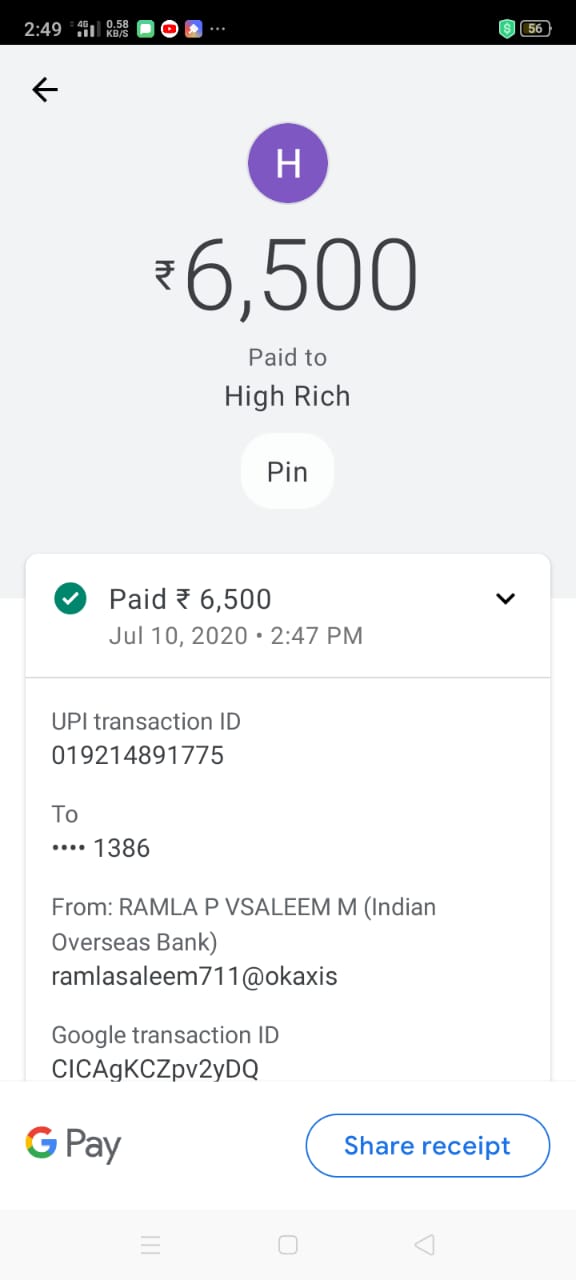 2:49 4G 0.58 KB/S 56
H
₹6,500
Paid to
High Rich
Pin
Paid ₹ 6,500
Jul 10, 2020 • 2:47 PM
UPI transaction ID
019214891775
To
•••• 1386
From: RAMLA P VSALEEM M (Indian
Overseas Bank)
ramlasaleem711@okaxis
Google transaction ID
CICAgKCZpv2yDQ
G Pay
Share receipt